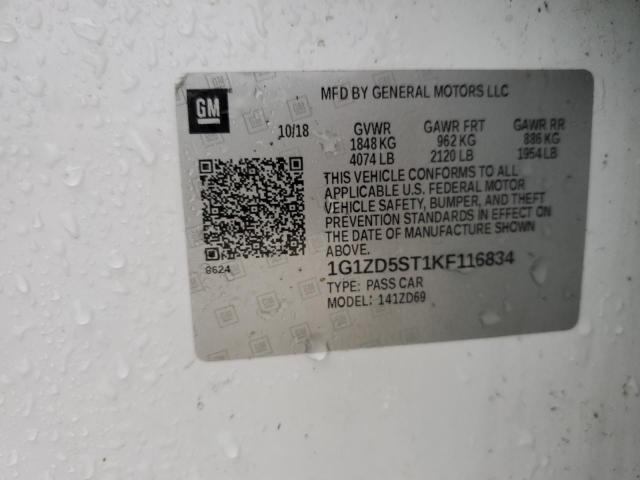 GM
MFD BY GENERAL MOTORS LLC
10/18 GVWR GAWR FRT GAWR RR
1848 KG 962 KG 886 KG
4074 LB 2120 LB 1954 LB
THIS VEHICLE CONFORMS TO ALL
APPLICABLE U.S. FEDERAL MOTOR
VEHICLE SAFETY, BUMPER, AND THEFT
PREVENTION STANDARDS IN EFFECT ON
THE DATE OF MANUFACTURE SHOWN
ABOVE.
8624
1G1ZD5ST1KF116834
TYPE: PASS CAR
MODEL: 141ZD69